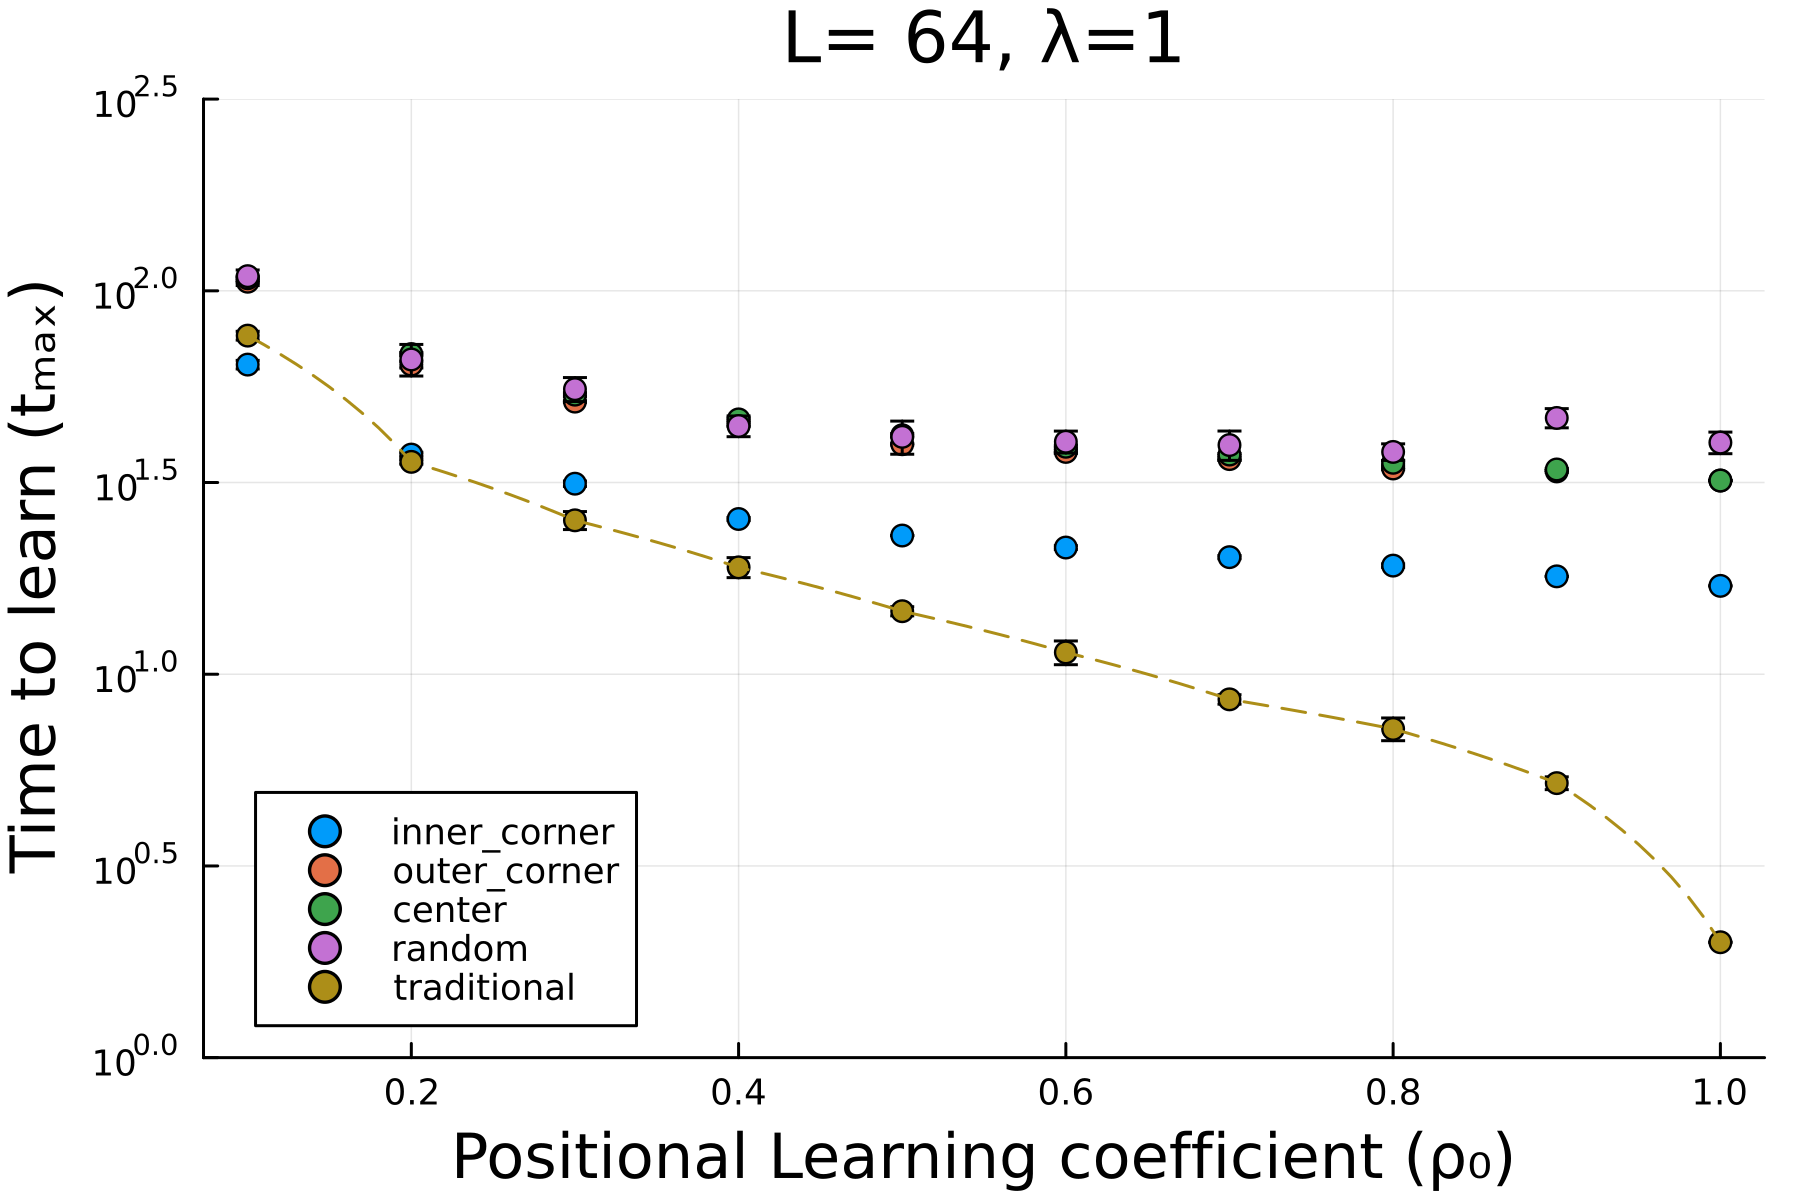 L= 64, λ=1
Time to learn (tₘₐₓ)
10^2.5
10^2.0
10^1.5
10^1.0
10^0.5
10^0.0
inner_corner
outer_corner
center
random
traditional
0.2 0.4 0.6 0.8 1.0
Positional Learning coefficient (ρ₀)